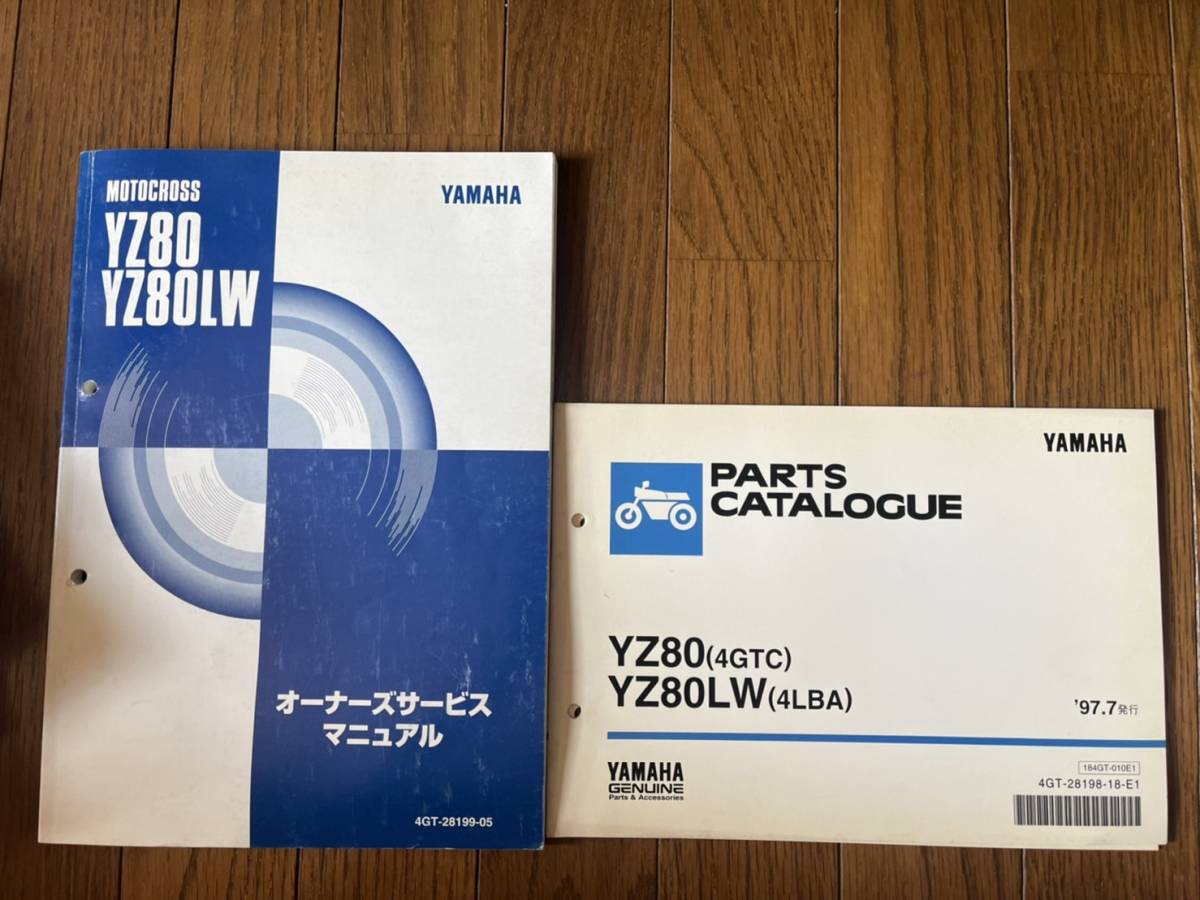 MOTOCROSS
YZ80
YZ80LW
YAMAHA
オーナーズサービス
マニュアル
4GT-28199-05
YAMAHA
PARTS
CATALOGUE
YZ80(4GTC)
YZ80LW(4LBA)
'97.7発行
YAMAHA
GENUINE
Parts & Accessories
184GT-010E1
4GT-28198-18-E1